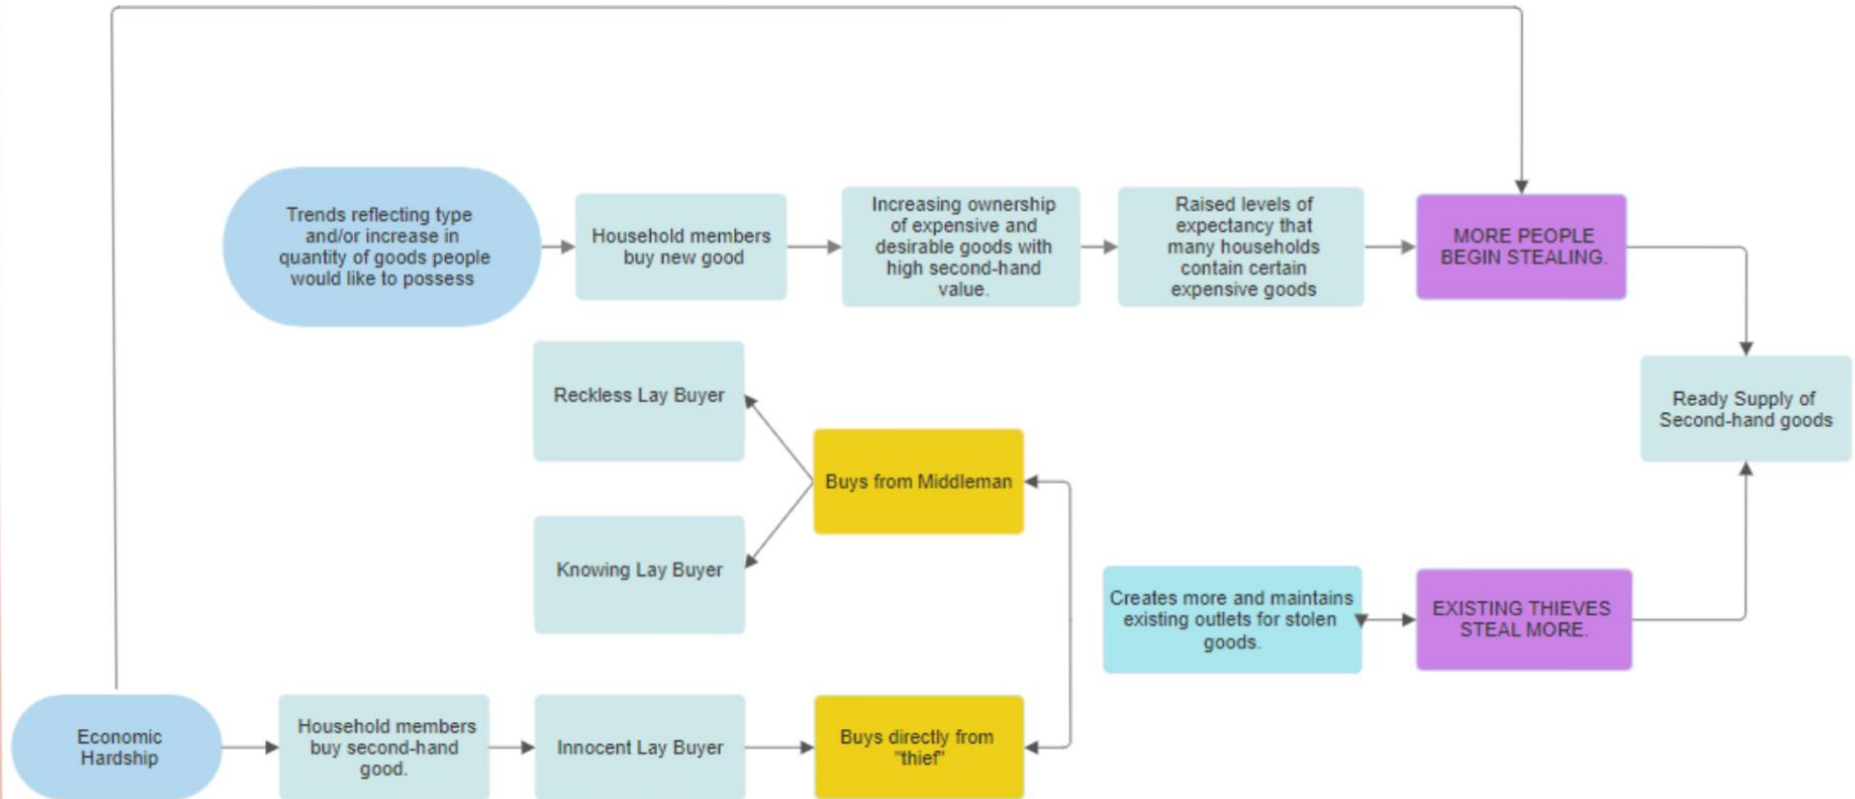 Trends reflecting type
and/or increase in
quantity of goods people
would like to possess
Household members
buy new good
Increasing ownership
of expensive and
desirable goods with
high second-hand
value.
Raised levels of
expectancy that
many households
contain certain
expensive goods
MORE PEOPLE
BEGIN STEALING.
Reckless Lay Buyer
Buys from Middleman
Ready Supply of
Second-hand goods
Knowing Lay Buyer
Creates more and maintains
existing outlets for stolen
goods.
EXISTING THIEVES
STEAL MORE.
Economic
Hardship
Household members
buy second-hand
good.
Innocent Lay Buyer
Buys directly from
"thief"